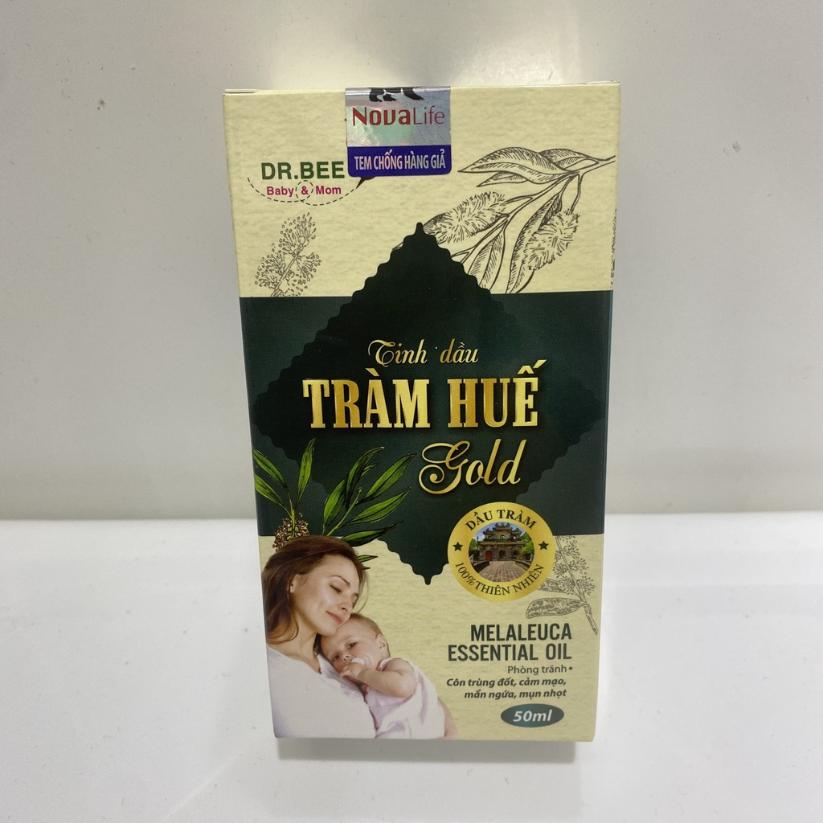 NovaLife
TEM CHỐNG HÀNG GIẢ
DR.BEE
Baby & Mom
Tinh dầu
TRÀM HUẾ
Gold
DẦU TRÀM
100% THIÊN NHIÊN
MELALEUCA
ESSENTIAL OIL
Phòng tránh
Côn trùng đốt, cảm mạo,
mẩn ngứa, mụn nhọt
50ml